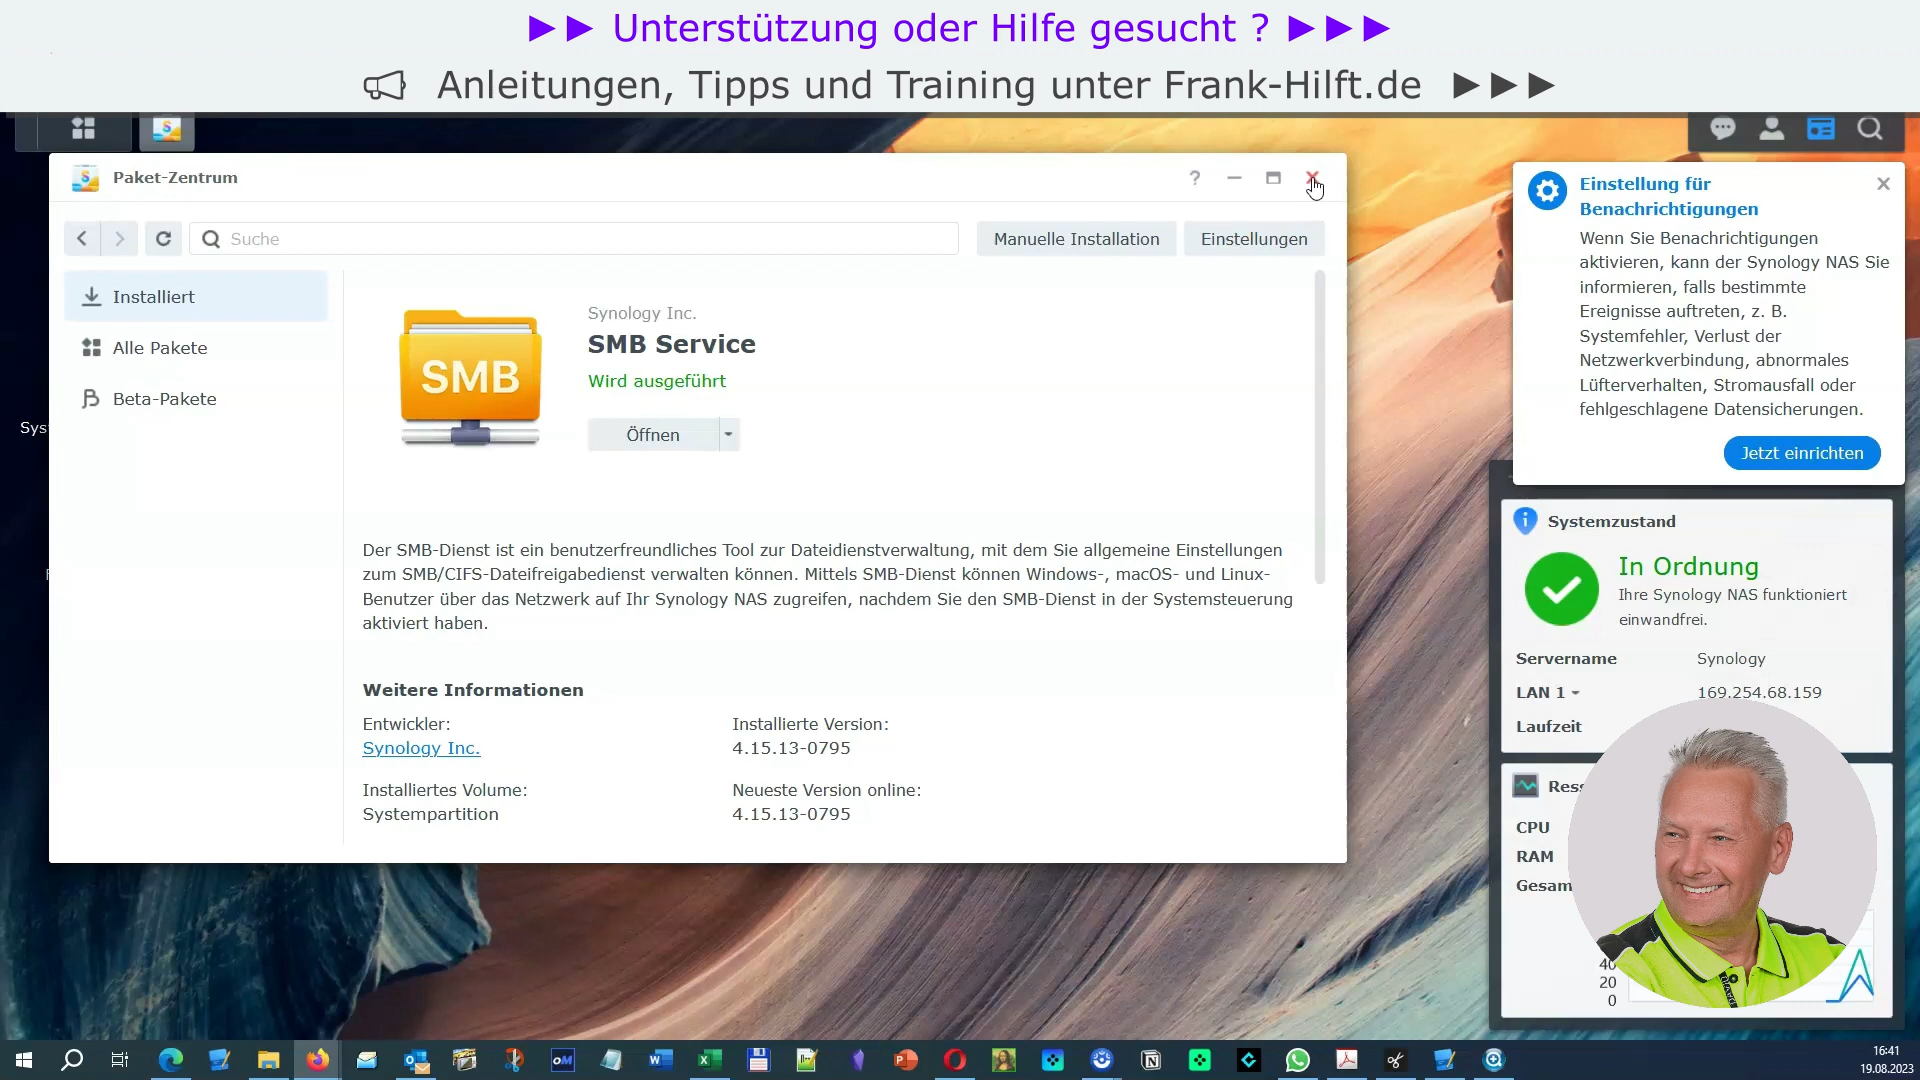 ►► Unterstützung oder Hilfe gesucht ? ►►►
Anleitungen, Tipps und Training unter Frank-Hilft.de ►►►
Paket-Zentrum
?
Suche
Manuelle Installation
Einstellungen
Installiert
Alle Pakete
Beta-Pakete
Synology Inc.
SMB Service
Wird ausgeführt
SMB
Öffnen
Der SMB-Dienst ist ein benutzerfreundliches Tool zur Dateidienstverwaltung, mit dem Sie allgemeine Einstellungen
zum SMB/CIFS-Dateifreigabedienst verwalten können. Mittels SMB-Dienst können Windows-, macOS- und Linux-
Benutzer über das Netzwerk auf Ihr Synology NAS zugreifen, nachdem Sie den SMB-Dienst in der Systemsteuerung
aktiviert haben.
Weitere Informationen
Entwickler:
Synology Inc.
Installierte Version:
4.15.13-0795
Installiertes Volume:
Systempartition
Neueste Version online:
4.15.13-0795
Sys
Einstellung für
Benachrichtigungen
Wenn Sie Benachrichtigungen
aktivieren, kann der Synology NAS Sie
informieren, falls bestimmte
Ereignisse auftreten, z. B.
Systemfehler, Verlust der
Netzwerkverbindung, abnormales
Lüfterverhalten, Stromausfall oder
fehlgeschlagene Datensicherungen.
Jetzt einrichten
Systemzustand
In Ordnung
Ihre Synology NAS funktioniert
einwandfrei.
Servername Synology
LAN 1 169.254.68.159
Laufzeit
Ress
CPU
RAM
Gesam
40
20
0
16:41
19.08.2023